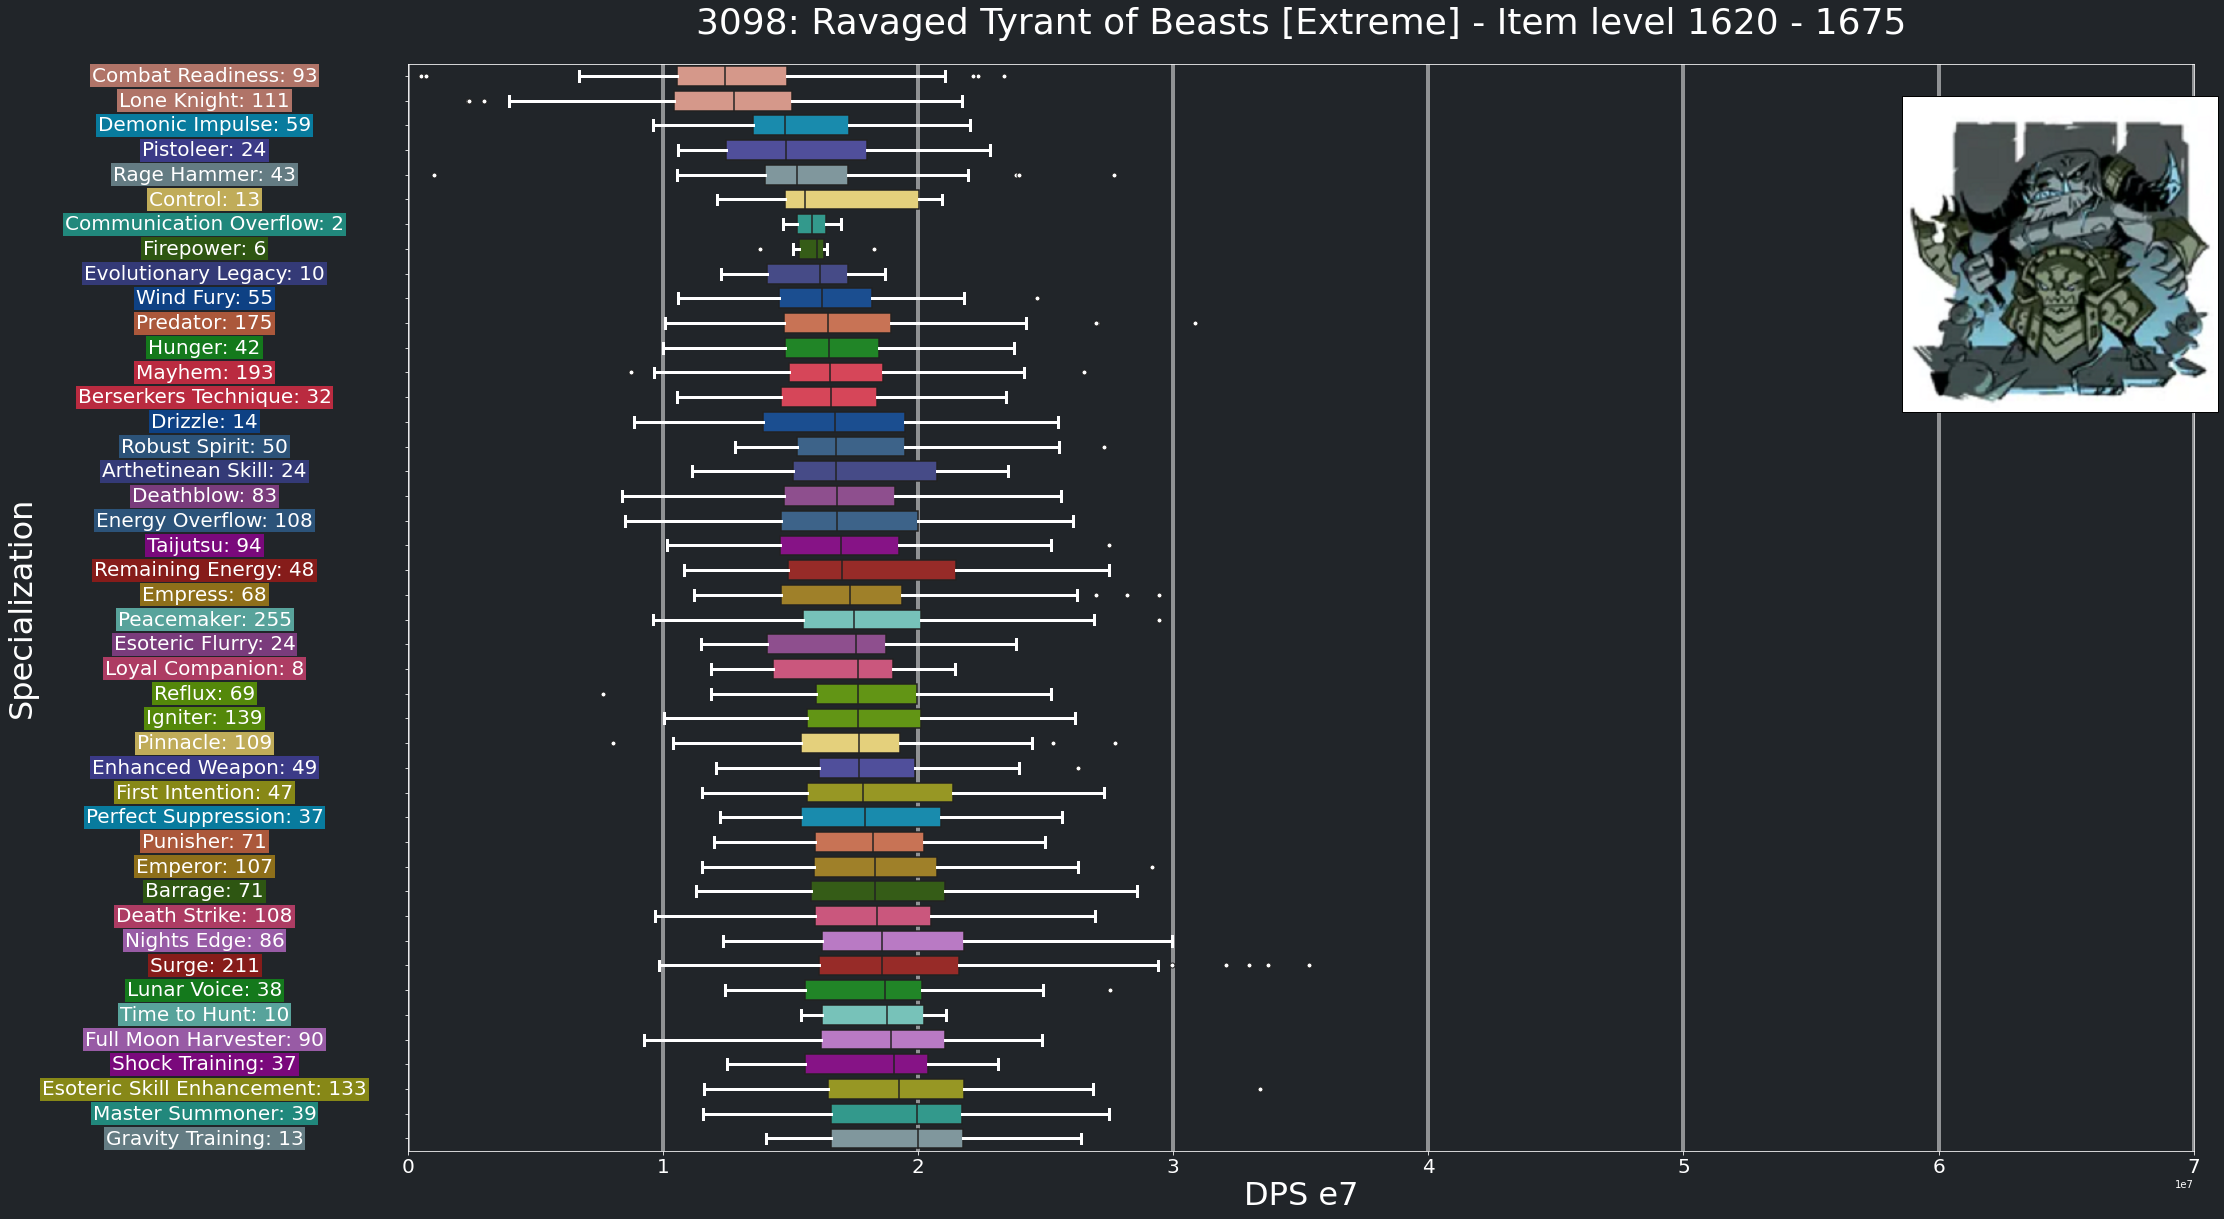 3098: Ravaged Tyrant of Beasts [Extreme] - Item level 1620 - 1675
Specialization
Combat Readiness: 93
Lone Knight: 111
Demonic Impulse: 59
Pistoleer: 24
Rage Hammer: 43
Control: 13
Communication Overflow: 2
Firepower: 6
Evolutionary Legacy: 10
Wind Fury: 55
Predator: 175
Hunger: 42
Mayhem: 193
Berserkers Technique: 32
Drizzle: 14
Robust Spirit: 50
Arthetinean Skill: 24
Deathblow: 83
Energy Overflow: 108
Taijutsu: 94
Remaining Energy: 48
Empress: 68
Peacemaker: 255
Esoteric Flurry: 24
Loyal Companion: 8
Reflux: 69
Igniter: 139
Pinnacle: 109
Enhanced Weapon: 49
First Intention: 47
Perfect Suppression: 37
Punisher: 71
Emperor: 107
Barrage: 71
Death Strike: 108
Nights Edge: 86
Surge: 211
Lunar Voice: 38
Time to Hunt: 10
Full Moon Harvester: 90
Shock Training: 37
Esoteric Skill Enhancement: 133
Master Summoner: 39
Gravity Training: 13
0 1 2 3 4 5 6 7
1e7
DPS e7